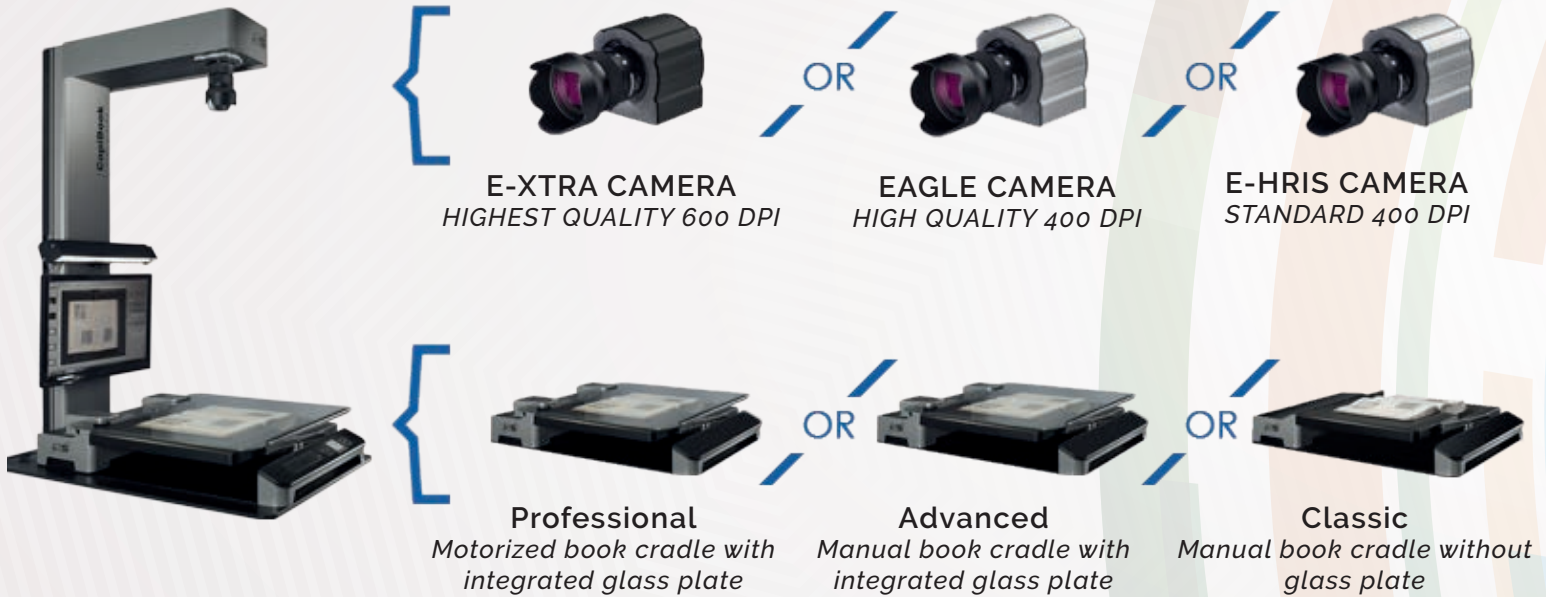 CopiBook
OR
OR
E-XTRA CAMERA
HIGHEST QUALITY 600 DPI
EAGLE CAMERA
HIGH QUALITY 400 DPI
E-HRIS CAMERA
STANDARD 400 DPI
OR
OR
Professional
Motorized book cradle with
integrated glass plate
Advanced
Manual book cradle with
integrated glass plate
Classic
Manual book cradle without
glass plate